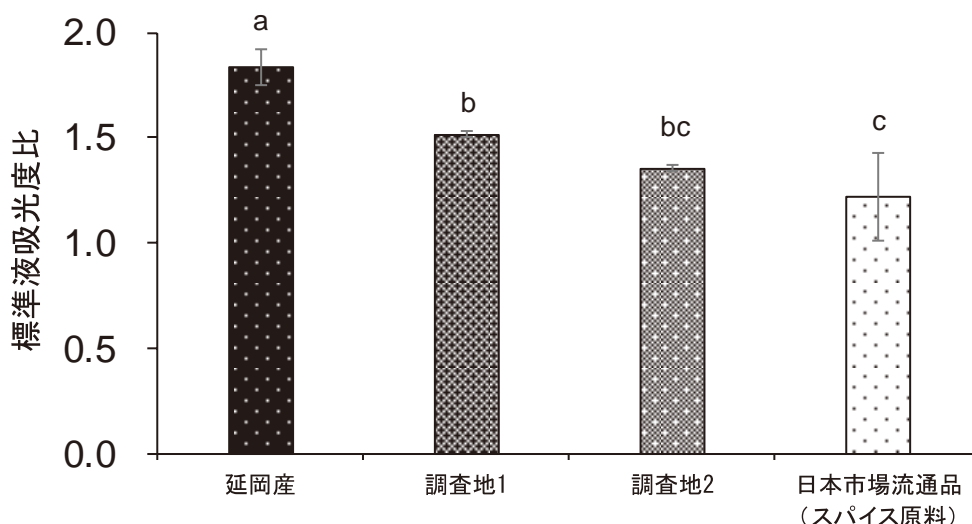 標準液吸光度比
2.0
1.5
1.0
0.5
0.0
a
b
bc
c
延岡産
調査地1
調査地2
日本市場流通品
（スパイス原料）